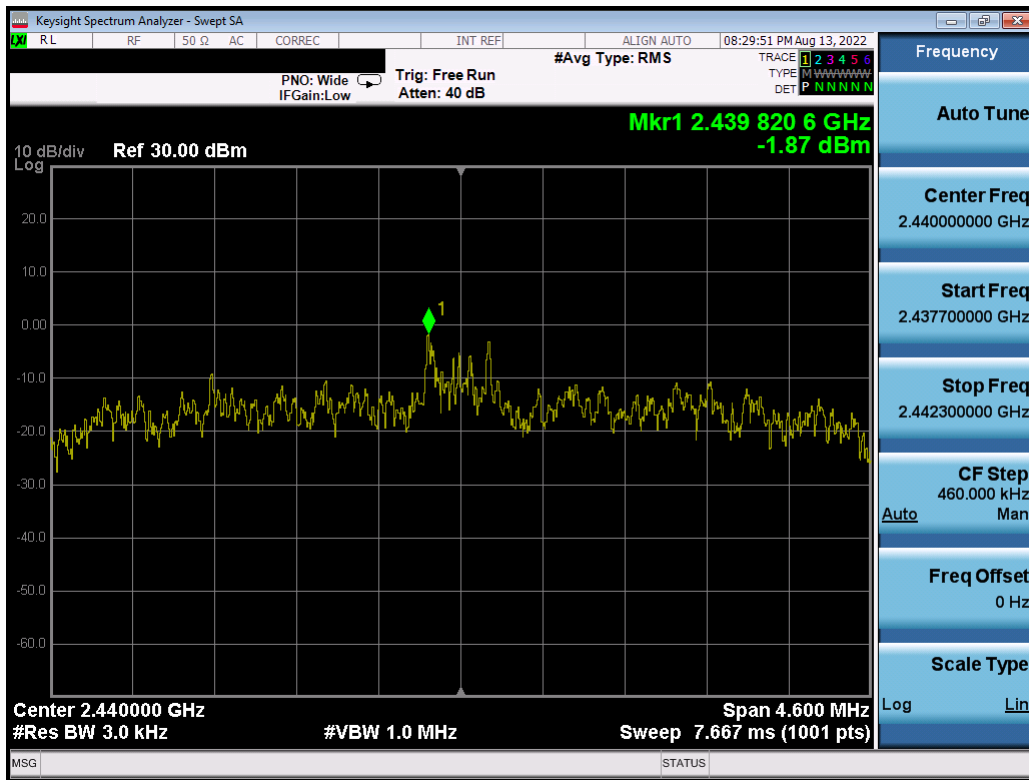 Keysight Spectrum Analyzer - Swept SA
LXI RL RF 50 Ω AC CORREC INT REF ALIGN AUTO 08:29:51 PM Aug 13, 2022
Frequency
PNO: Wide
IFGain:Low
Trig: Free Run
Atten: 40 dB
#Avg Type: RMS
TRACE 1 2 3 4 5 6
TYPE M W W W W W
DET P N N N N N
Mkr1 2.439 820 6 GHz
-1.87 dBm
10 dB/div Ref 30.00 dBm
Log
20.0
10.0
0.00
-10.0
-20.0
-30.0
-40.0
-50.0
-60.0
1
Center 2.440000 GHz Span 4.600 MHz
#Res BW 3.0 kHz #VBW 1.0 MHz Sweep 7.667 ms (1001 pts)
MSG STATUS
Auto Tune
Center Freq
2.440000000 GHz
Start Freq
2.437700000 GHz
Stop Freq
2.442300000 GHz
CF Step
460.000 kHz
Auto Man
Freq Offset
0 Hz
Scale Type
Log Lin